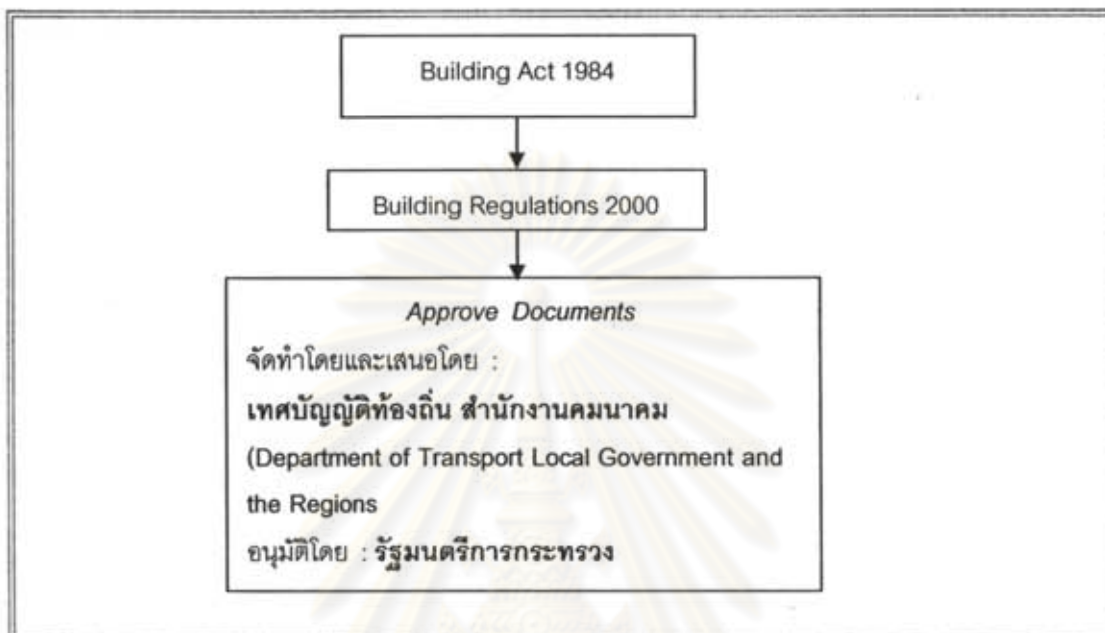 Building Act 1984
Building Regulations 2000
Approve Documents
จัดทำโดยและเสนอโดย :
เทศบัญญัติท้องถิ่น สำนักงานคมนาคม
(Department of Transport Local Government and
the Regions
อนุมัติโดย : รัฐมนตรีการกระทรวง